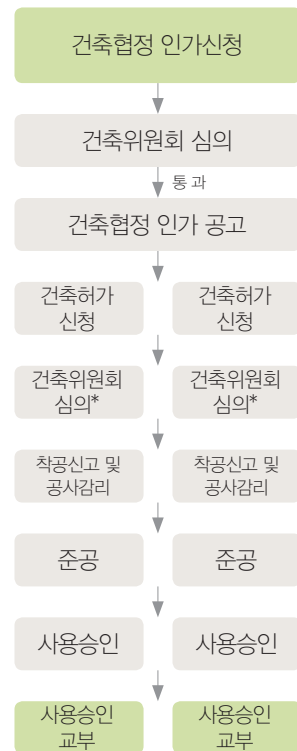 건축협정 인가신청
건축위원회 심의
통과
건축협정 인가 공고
건축허가
신청
건축허가
신청
건축위원회
심의*
건축위원회
심의*
착공신고 및
공사감리
착공신고 및
공사감리
준공
준공
사용승인
사용승인
사용승인
교부
사용승인
교부